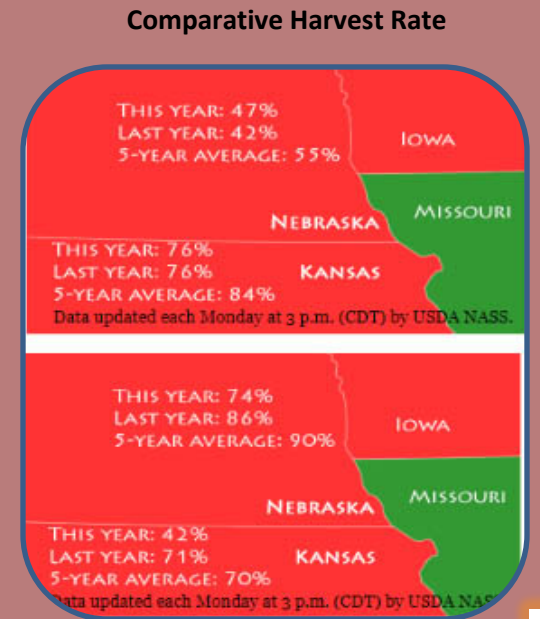 Comparative Harvest Rate
THIS YEAR: 47%
LAST YEAR: 42%
5-YEAR AVERAGE: 55%
IOWA
MISSOURI
NEBRASKA
THIS YEAR: 76%
LAST YEAR: 76%
KANSAS
5-YEAR AVERAGE: 84%
Data updated each Monday at 3 p.m. (CDT) by USDA NASS.
THIS YEAR: 74%
LAST YEAR: 86%
5-YEAR AVERAGE: 90%
IOWA
MISSOURI
NEBRASKA
THIS YEAR: 42%
LAST YEAR: 71%
KANSAS
5-YEAR AVERAGE: 70%
Data updated each Monday at 3 p.m. (CDT) by USDA NAS